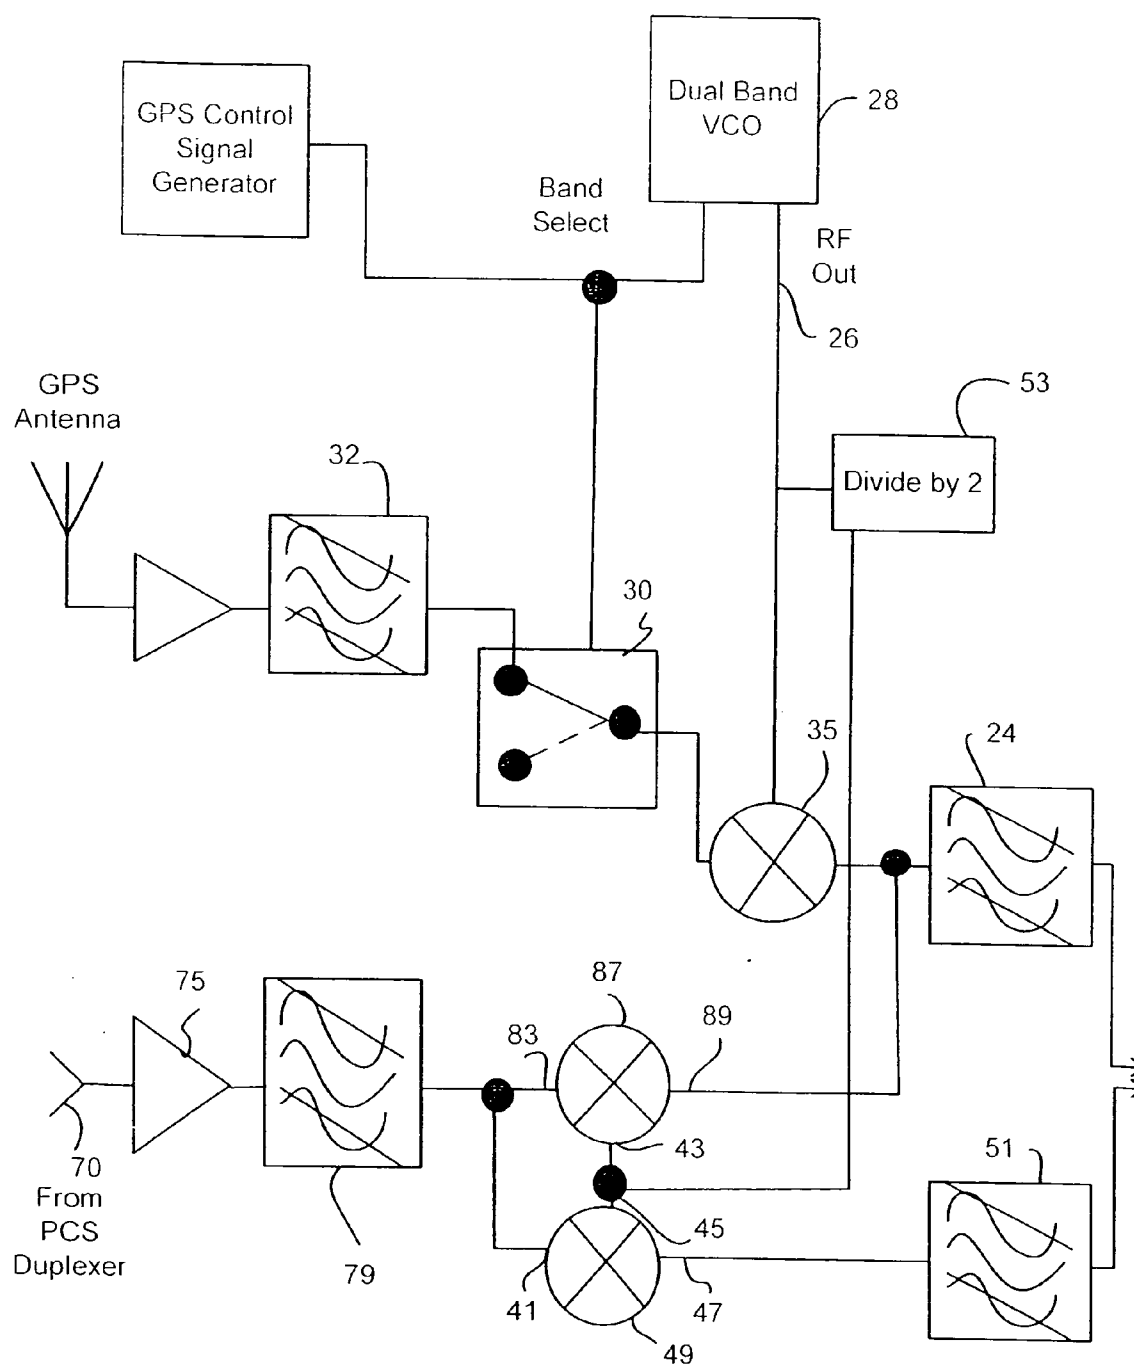 Dual Band
VCO
28
GPS Control
Signal
Generator
Band
Select
RF
Out
26
53
GPS
Antenna
32
Divide by 2
30
35
24
75
87
83
89
43
70
From
PCS
Duplexer
79
45
51
41
47
49